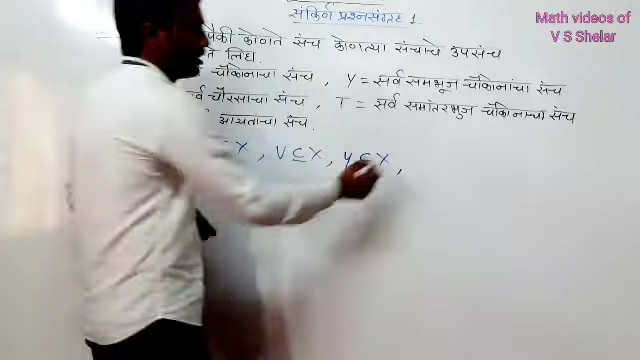 Math videos of
V S Shelar
संकीर्ण प्रश्नसंग्रह 1
पैकी कोणते संच कोणत्या संचाचे उपसंच
ते लिहा.
चौकोनांचा संच , Y = सर्व समभुज चौकोनांचा संच
सर्व चौरसांचा संच , T = सर्व समांतरभुज चौकोनांचा संच
आयतांचा संच .
X , V ⊆ X , Y ⊆ X ,